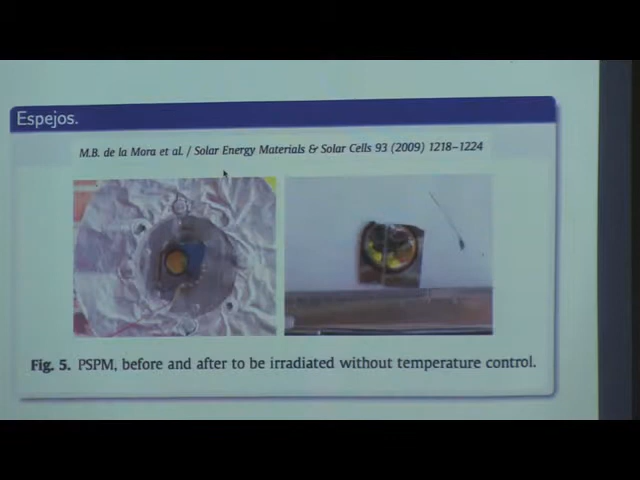 Espejos.
M.B. de la Mora et al. / Solar Energy Materials & Solar Cells 93 (2009) 1218–1224
Fig. 5. PSPM, before and after to be irradiated without temperature control.